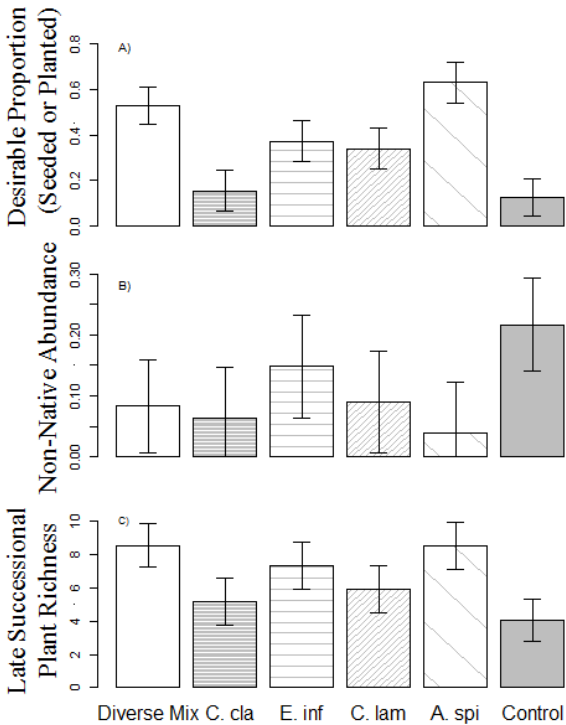 Desirable Proportion
(Seeded or Planted)
A)
0.0 0.2 0.4 0.6 0.8
Non-Native Abundance
B)
0.00 0.10 0.20 0.30
Late Successional
Plant Richness
C)
0 2 4 6 8 10
Diverse Mix C. cla E. inf C. lam A. spi Control